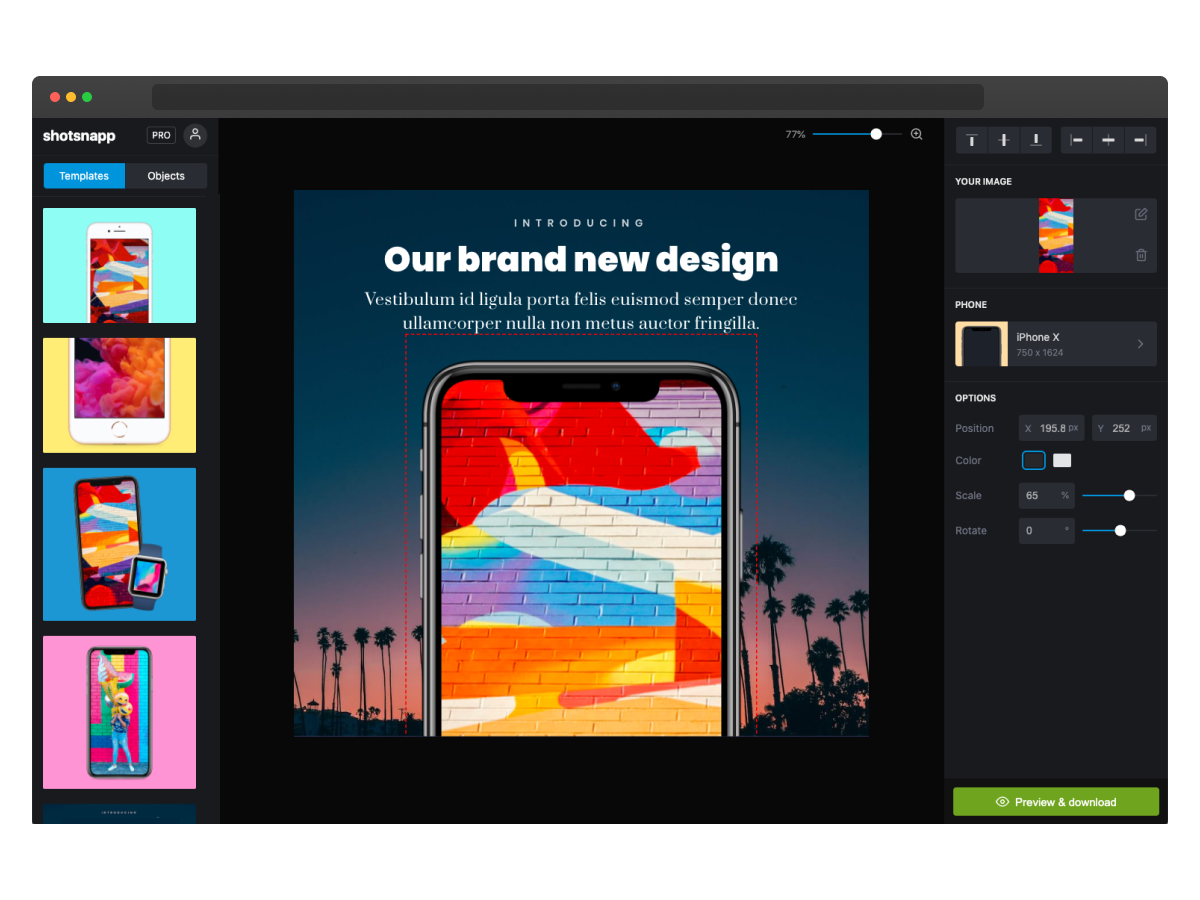 shotsnapp
PRO
Templates
Objects
77%
INTRODUCING
Our brand new design
Vestibulum id ligula porta felis euismod semper donec
ullamcorper nulla non metus auctor fringilla.
INTRODUCING
YOUR IMAGE
PHONE
iPhone X
750 x 1624
OPTIONS
Position X 195.8 px Y 252 px
Color
Scale 65 %
Rotate 0 °
Preview & download